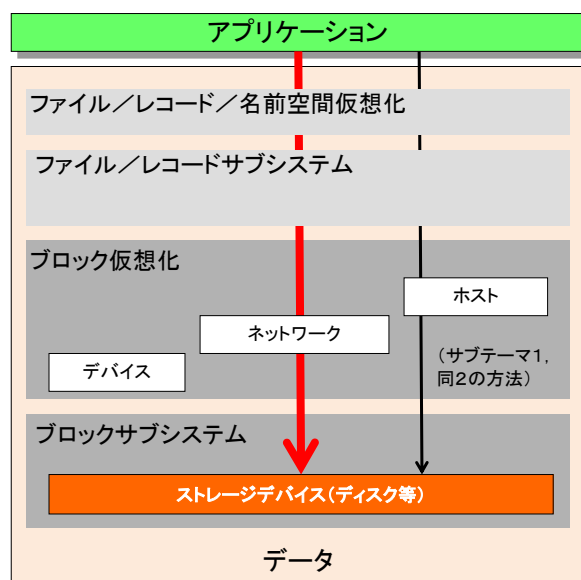 アプリケーション
ファイル／レコード／名前空間仮想化
ファイル／レコードサブシステム
ブロック仮想化
ホスト
ネットワーク
（サブテーマ1，
同2の方法）
デバイス
ブロックサブシステム
ストレージデバイス（ディスク等）
データ